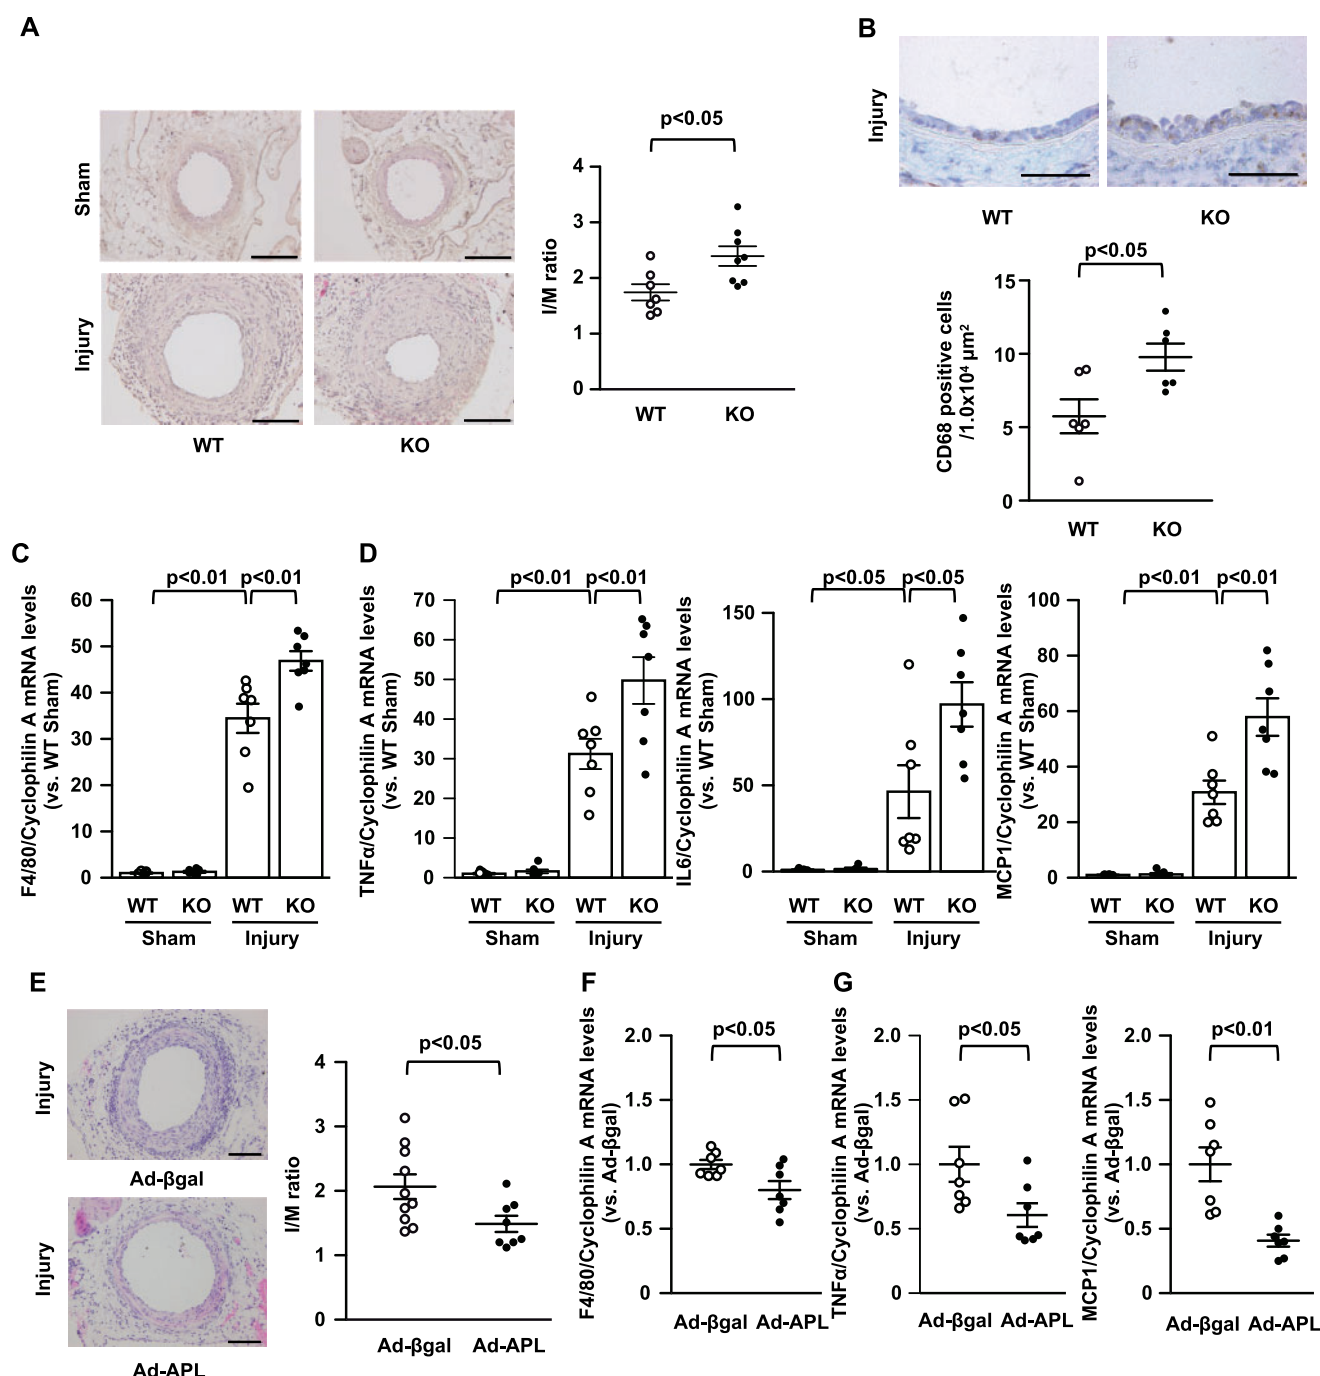 A
Sham
Injury
WT
KO
p<0.05
I/M ratio
4
3
2
1
0
WT
KO
B
Injury
WT
KO
p<0.05
CD68 positive cells
/1.0x10⁴ µm²
15
10
5
0
WT
KO
C
p<0.01 p<0.01
F4/80/Cyclophilin A mRNA levels
(vs. WT Sham)
60
50
40
30
20
10
0
WT KO WT KO
Sham Injury
D
p<0.01 p<0.01
TNFα/Cyclophilin A mRNA levels
(vs. WT Sham)
70
60
50
40
30
20
10
0
WT KO WT KO
Sham Injury
p<0.05 p<0.05
IL6/Cyclophilin A mRNA levels
(vs. WT Sham)
150
100
50
0
WT KO WT KO
Sham Injury
p<0.01 p<0.01
MCP1/Cyclophilin A mRNA levels
(vs. WT Sham)
100
80
60
40
20
0
WT KO WT KO
Sham Injury
E
Injury
Ad-βgal
Injury
Ad-APL
p<0.05
I/M ratio
4
3
2
1
0
Ad-βgal Ad-APL
F
p<0.05
F4/80/Cyclophilin A mRNA levels
(vs. Ad-βgal)
2.0
1.5
1.0
0.5
0
Ad-βgal Ad-APL
G
p<0.05
TNFα/Cyclophilin A mRNA levels
(vs. Ad-βgal)
2.0
1.5
1.0
0.5
0
Ad-βgal Ad-APL
p<0.01
MCP1/Cyclophilin A mRNA levels
(vs. Ad-βgal)
2.0
1.5
1.0
0.5
0
Ad-βgal Ad-APL